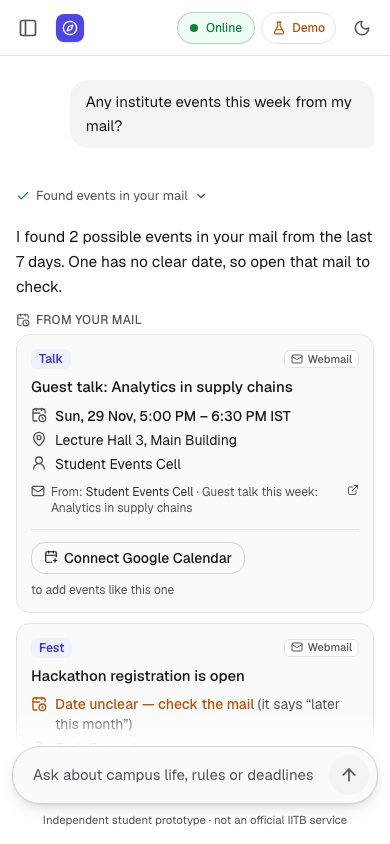 Online
Demo
Any institute events this week from my
mail?
Found events in your mail
I found 2 possible events in your mail from the last
7 days. One has no clear date, so open that mail to
check.
FROM YOUR MAIL
Talk
Webmail
Guest talk: Analytics in supply chains
Sun, 29 Nov, 5:00 PM – 6:30 PM IST
Lecture Hall 3, Main Building
Student Events Cell
From: Student Events Cell · Guest talk this week:
Analytics in supply chains
Connect Google Calendar
to add events like this one
Fest
Webmail
Hackathon registration is open
Date unclear — check the mail (it says “later
this month”)
Ask about campus life, rules or deadlines
Independent student prototype · not an official IITB service